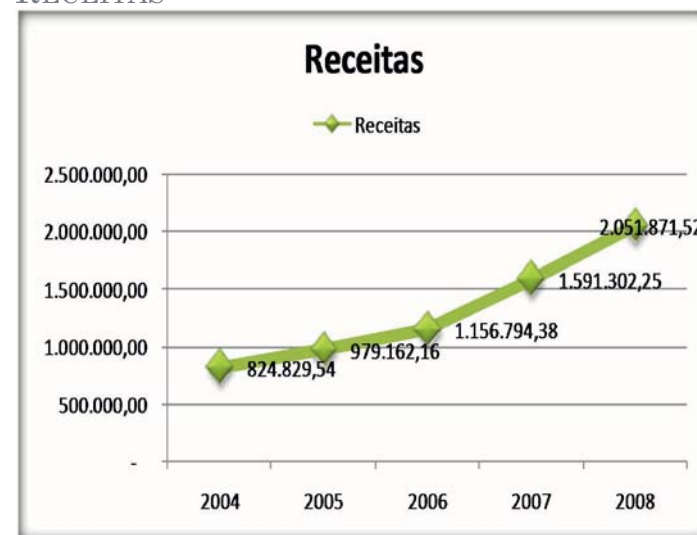 RECEITAS
Receitas
Receitas
2.500.000,00
2.000.000,00
1.500.000,00
1.000.000,00
500.000,00
-
2.051.871,52
1.591.302,25
1.156.794,38
979.162,16
824.829,54
2004 2005 2006 2007 2008